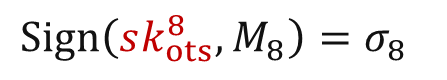 Sign(𝑠𝑘⁸ₒₜₛ, 𝑀₈) = 𝜎₈